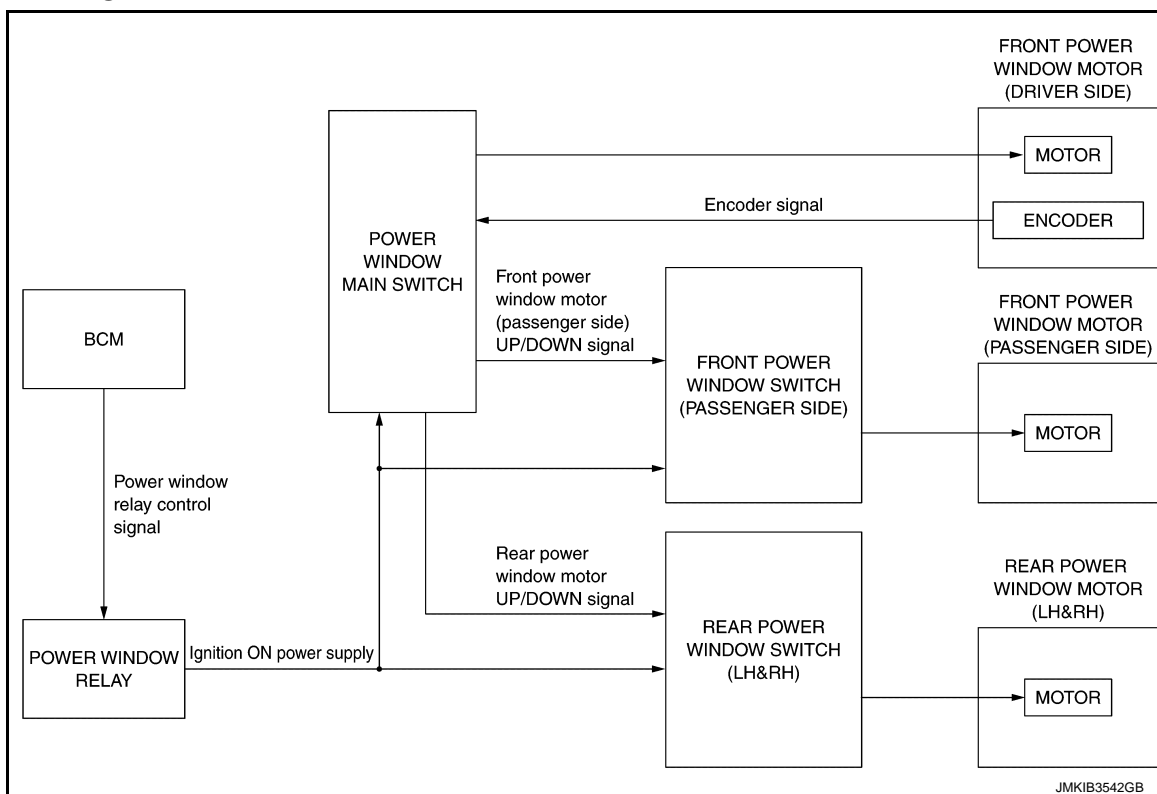 FRONT POWER
WINDOW MOTOR
(DRIVER SIDE)
MOTOR
Encoder signal
ENCODER
POWER
WINDOW
MAIN SWITCH
Front power
window motor
(passenger side)
UP/DOWN signal
BCM
FRONT POWER
WINDOW SWITCH
(PASSENGER SIDE)
FRONT POWER
WINDOW MOTOR
(PASSENGER SIDE)
MOTOR
Power window
relay control
signal
Rear power
window motor
UP/DOWN signal
REAR POWER
WINDOW MOTOR
(LH&RH)
POWER WINDOW
RELAY
Ignition ON power supply
REAR POWER
WINDOW SWITCH
(LH&RH)
MOTOR
JMKIB3542GB